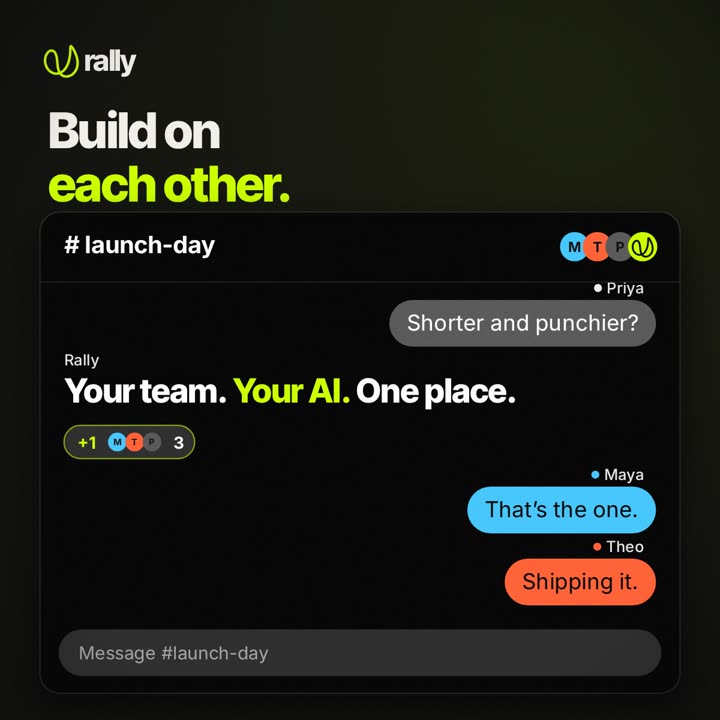 rally
Build on
each other.
# launch-day
M T P
Priya
Shorter and punchier?
Rally
Your team. Your AI. One place.
+1 M T P 3
Maya
That’s the one.
Theo
Shipping it.
Message #launch-day